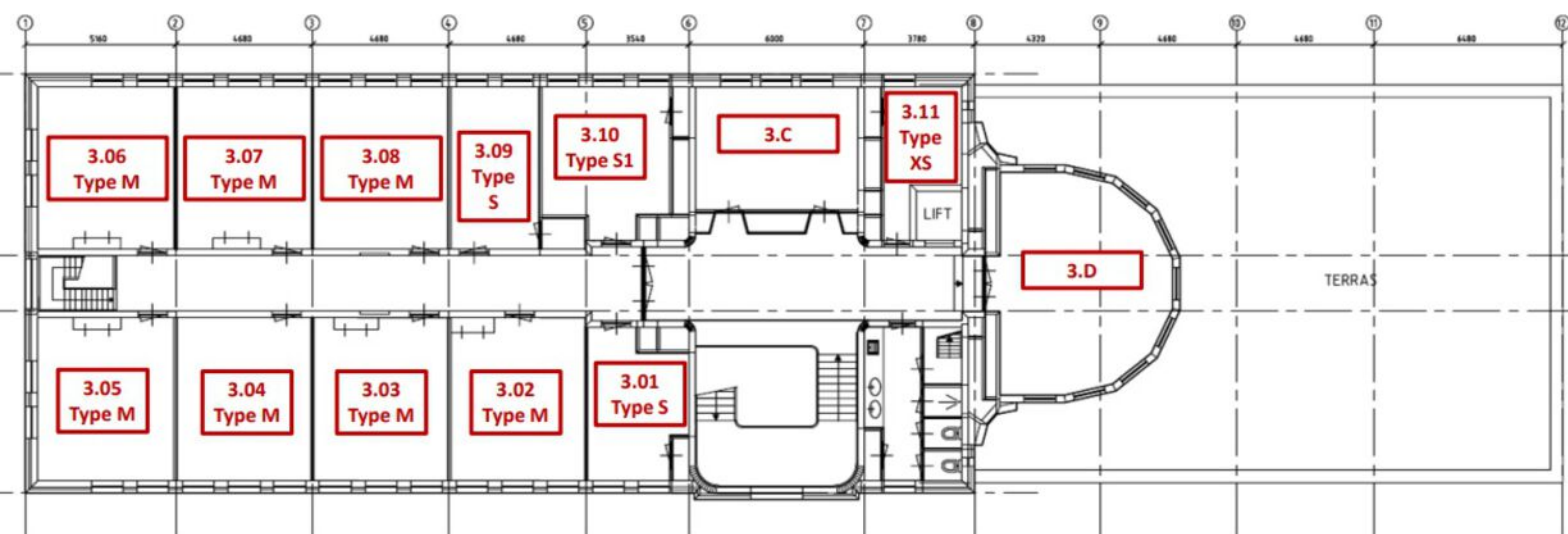 1 2 3 4 5 6 7 8 9 10 11 12
5160 4680 4680 4680 3540 6000 3780 4320 4680 4680 6480
3.06
Type M
3.07
Type M
3.08
Type M
3.09
Type
S
3.10
Type S1
3.C
3.11
Type
XS
LIFT
3.D
TERRAS
3.05
Type M
3.04
Type M
3.03
Type M
3.02
Type M
3.01
Type S